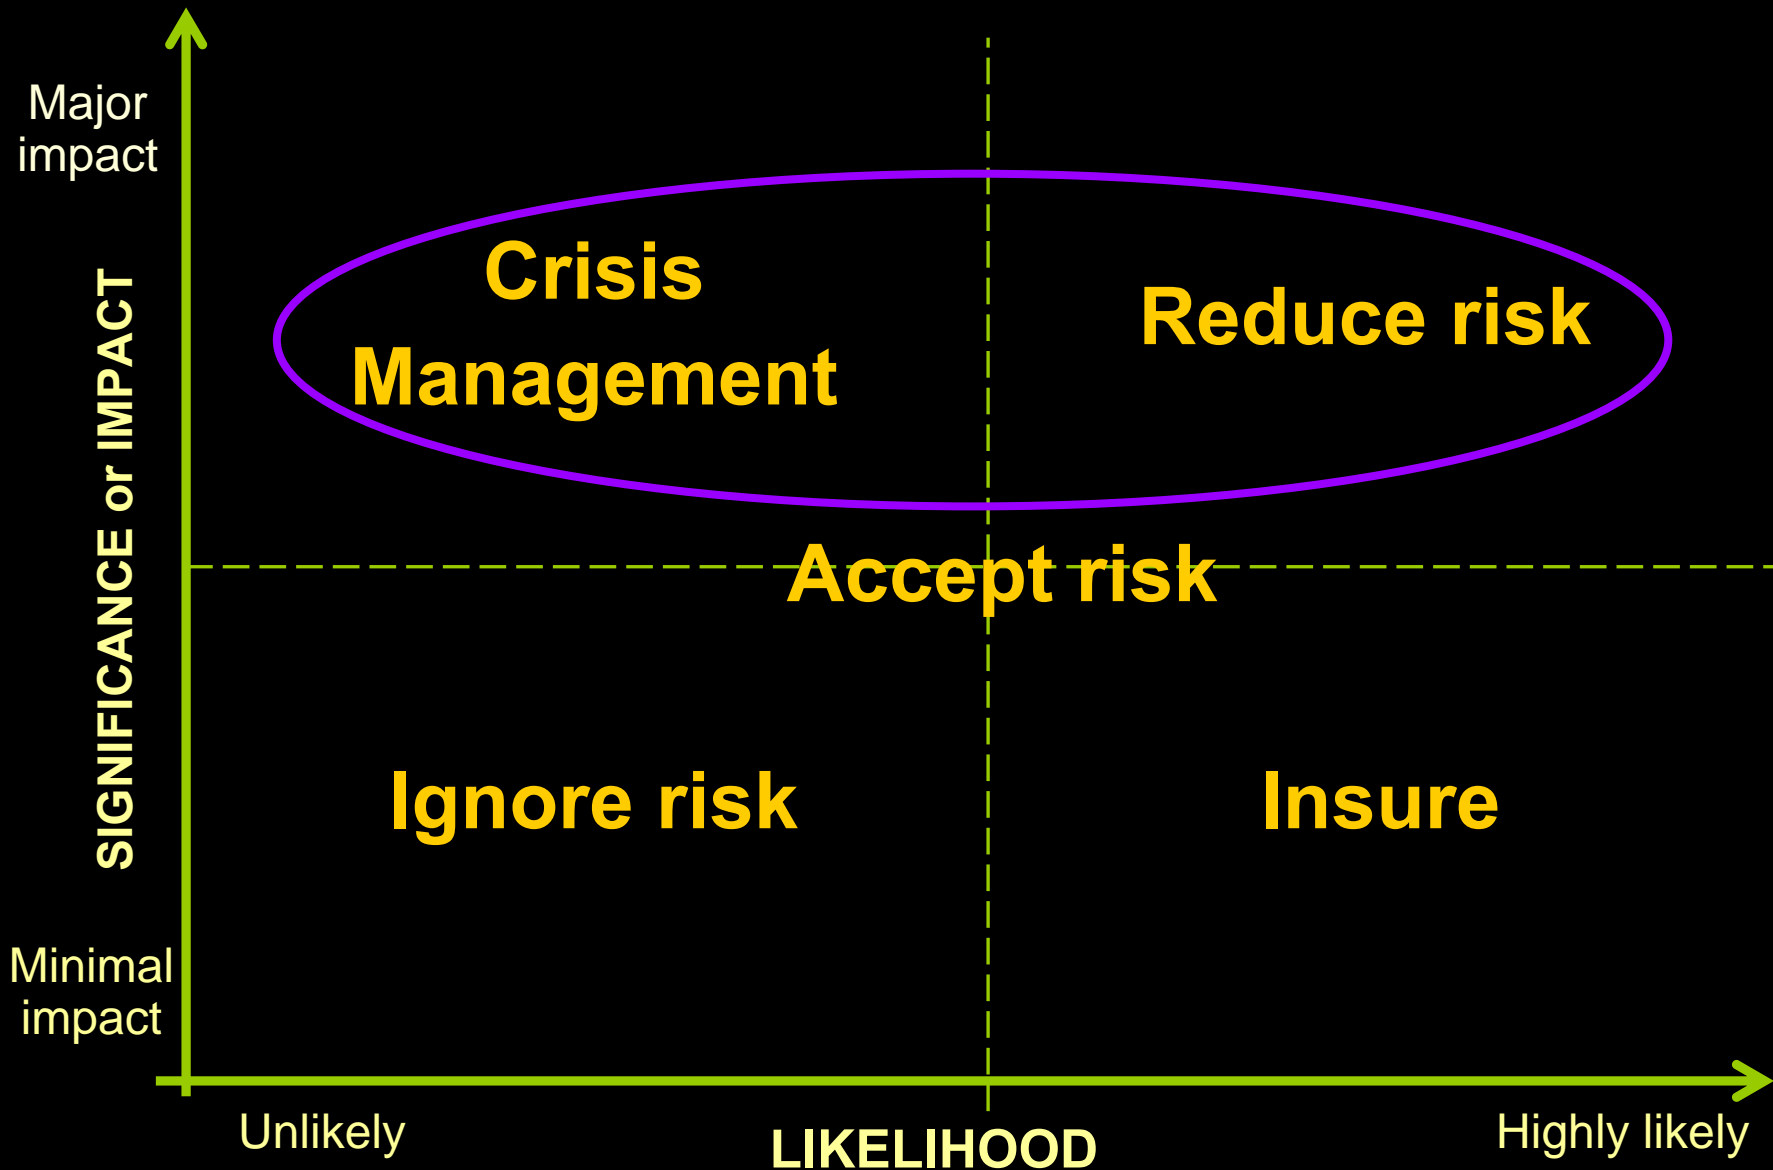 Major
impact
SIGNIFICANCE or IMPACT
Crisis
Management
Reduce risk
Accept risk
Ignore risk
Insure
Minimal
impact
Unlikely
LIKELIHOOD
Highly likely